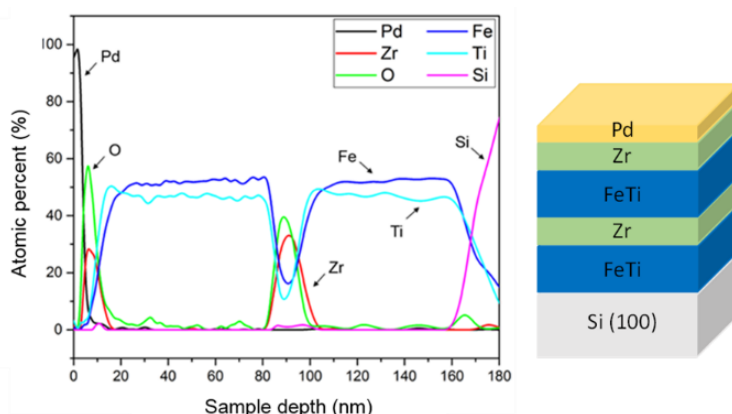 Pd Fe
Zr Ti
O Si
Pd
O
Fe
Ti
Si
Zr
100
80
60
40
20
0
0 20 40 60 80 100 120 140 160 180
Atomic percent (%)
Sample depth (nm)
Pd
Zr
FeTi
Zr
FeTi
Si (100)